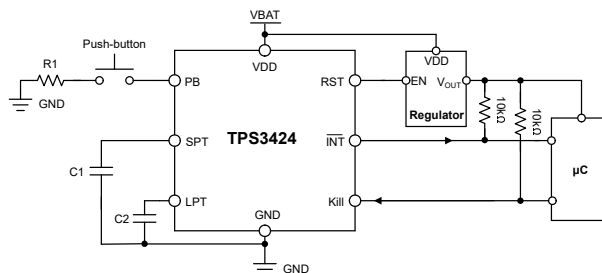 VBAT
Push-button
R1
GND
VDD
VDD
PB
RST
EN
V_OUT
Regulator
10kΩ
10kΩ
TPS3424
SPT
INT
µC
C1
LPT
Kill
C2
GND
GND